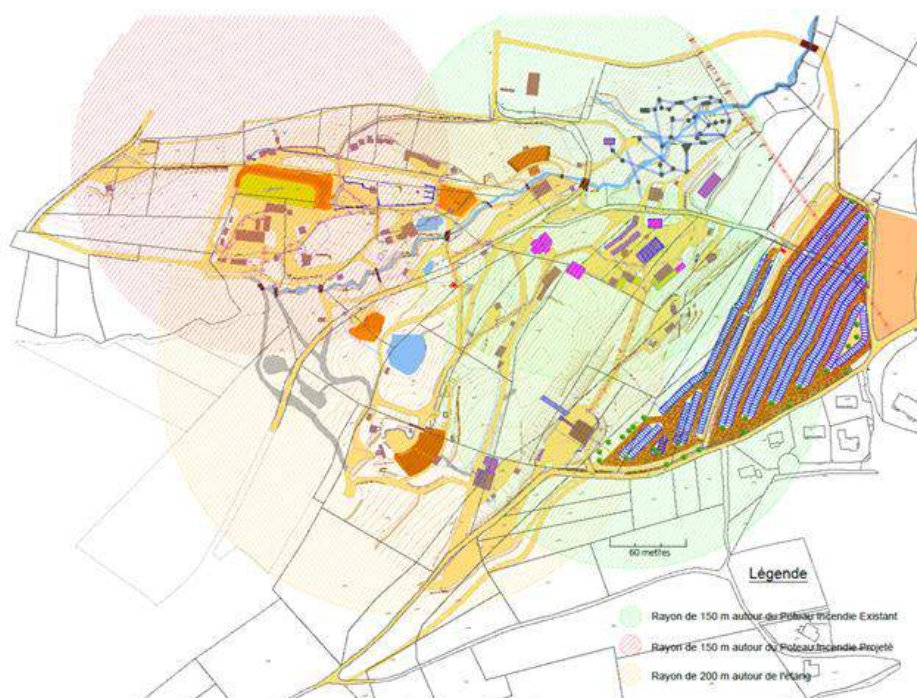 60 metres
Légende
Rayon de 150 m autour du Poteau Incendie Existant
Rayon de 150 m autour du Poteau Incendie Projeté
Rayon de 200 m autour de l'étang